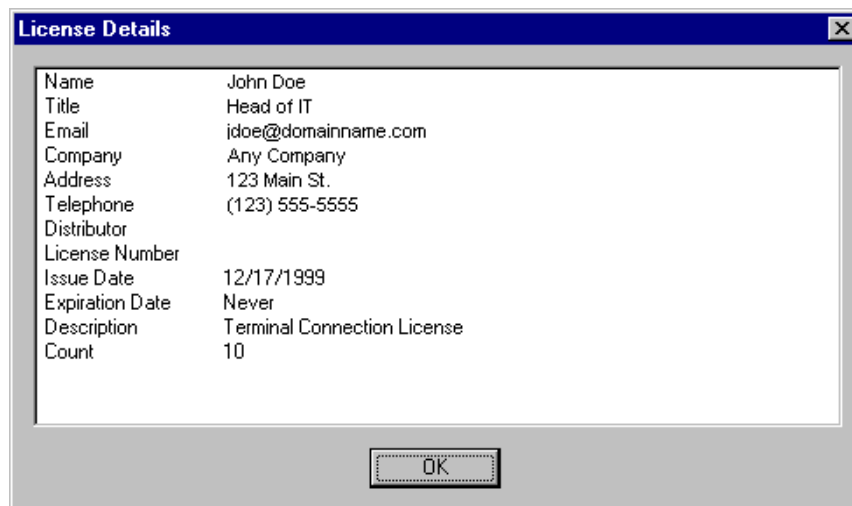 License Details
Name John Doe
Title Head of IT
Email jdoe@domainname.com
Company Any Company
Address 123 Main St.
Telephone (123) 555-5555
Distributor
License Number
Issue Date 12/17/1999
Expiration Date Never
Description Terminal Connection License
Count 10
OK